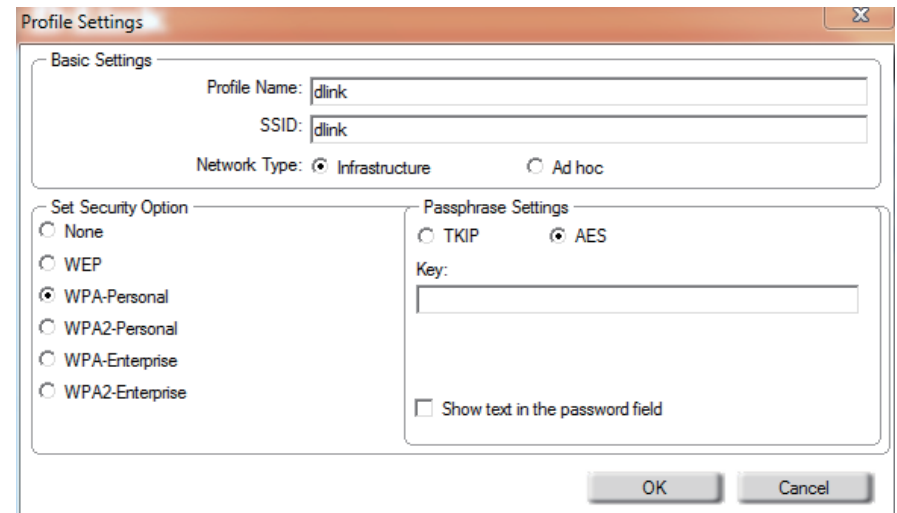 Profile Settings
Basic Settings
Profile Name: dlink
SSID: dlink
Network Type: Infrastructure Ad hoc
Set Security Option
None
WEP
WPA-Personal
WPA2-Personal
WPA-Enterprise
WPA2-Enterprise
Passphrase Settings
TKIP AES
Key:
Show text in the password field
OK Cancel